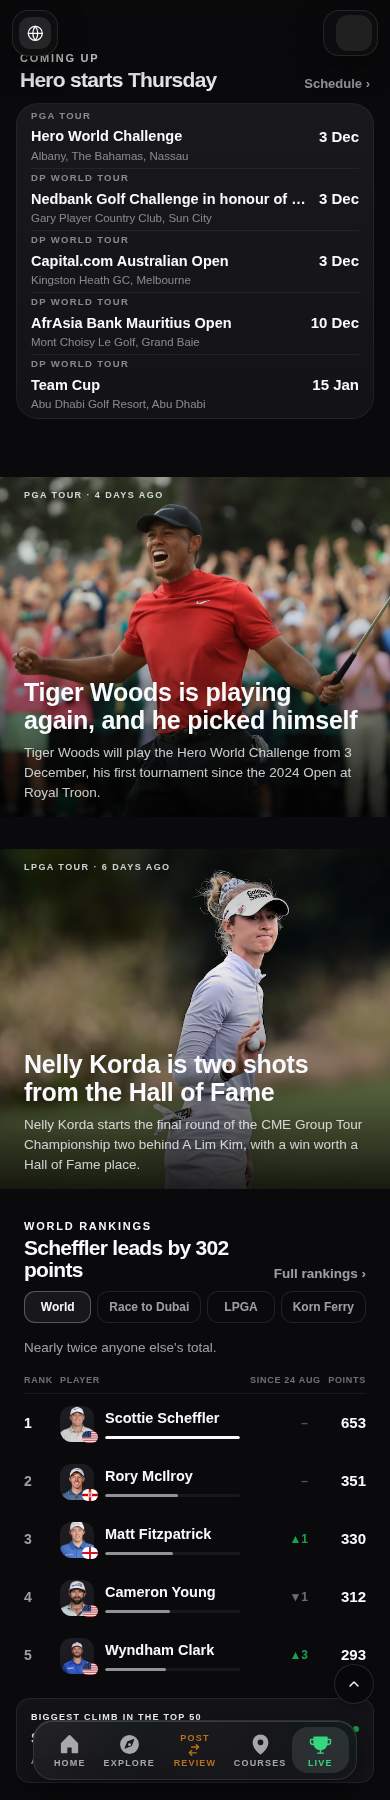 COMING UP
Hero starts Thursday
Schedule ›
PGA TOUR
Hero World Challenge
3 Dec
Albany, The Bahamas, Nassau
DP WORLD TOUR
Nedbank Golf Challenge in honour of …
3 Dec
Gary Player Country Club, Sun City
DP WORLD TOUR
Capital.com Australian Open
3 Dec
Kingston Heath GC, Melbourne
DP WORLD TOUR
AfrAsia Bank Mauritius Open
10 Dec
Mont Choisy Le Golf, Grand Baie
DP WORLD TOUR
Team Cup
15 Jan
Abu Dhabi Golf Resort, Abu Dhabi
PGA TOUR · 4 DAYS AGO
Tiger Woods is playing
again, and he picked himself
Tiger Woods will play the Hero World Challenge from 3
December, his first tournament since the 2024 Open at
Royal Troon.
LPGA TOUR · 6 DAYS AGO
Goldman
Sachs
Nelly Korda is two shots
from the Hall of Fame
Nelly Korda starts the final round of the CME Group Tour
Championship two behind A Lim Kim, with a win worth a
Hall of Fame place.
WORLD RANKINGS
Scheffler leads by 302
points
Full rankings ›
World
Race to Dubai
LPGA
Korn Ferry
Nearly twice anyone else's total.
RANK PLAYER SINCE 24 AUG POINTS
1 Scottie Scheffler – 653
2 Rory McIlroy – 351
3 Matt Fitzpatrick ▲1 330
4 Cameron Young ▼1 312
5 Wyndham Clark ▲3 293
BIGGEST CLIMB IN THE TOP 50
HOME
EXPLORE
POST
REVIEW
COURSES
LIVE